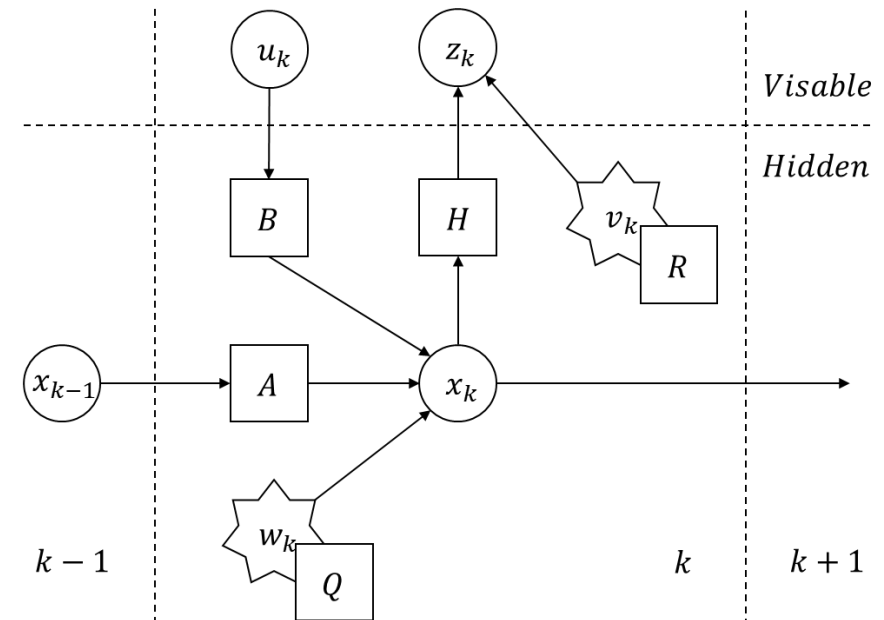 u_k
z_k
Visable
Hidden
B
H
v_k
R
x_{k-1}
A
x_k
w_k
Q
k − 1
k
k + 1